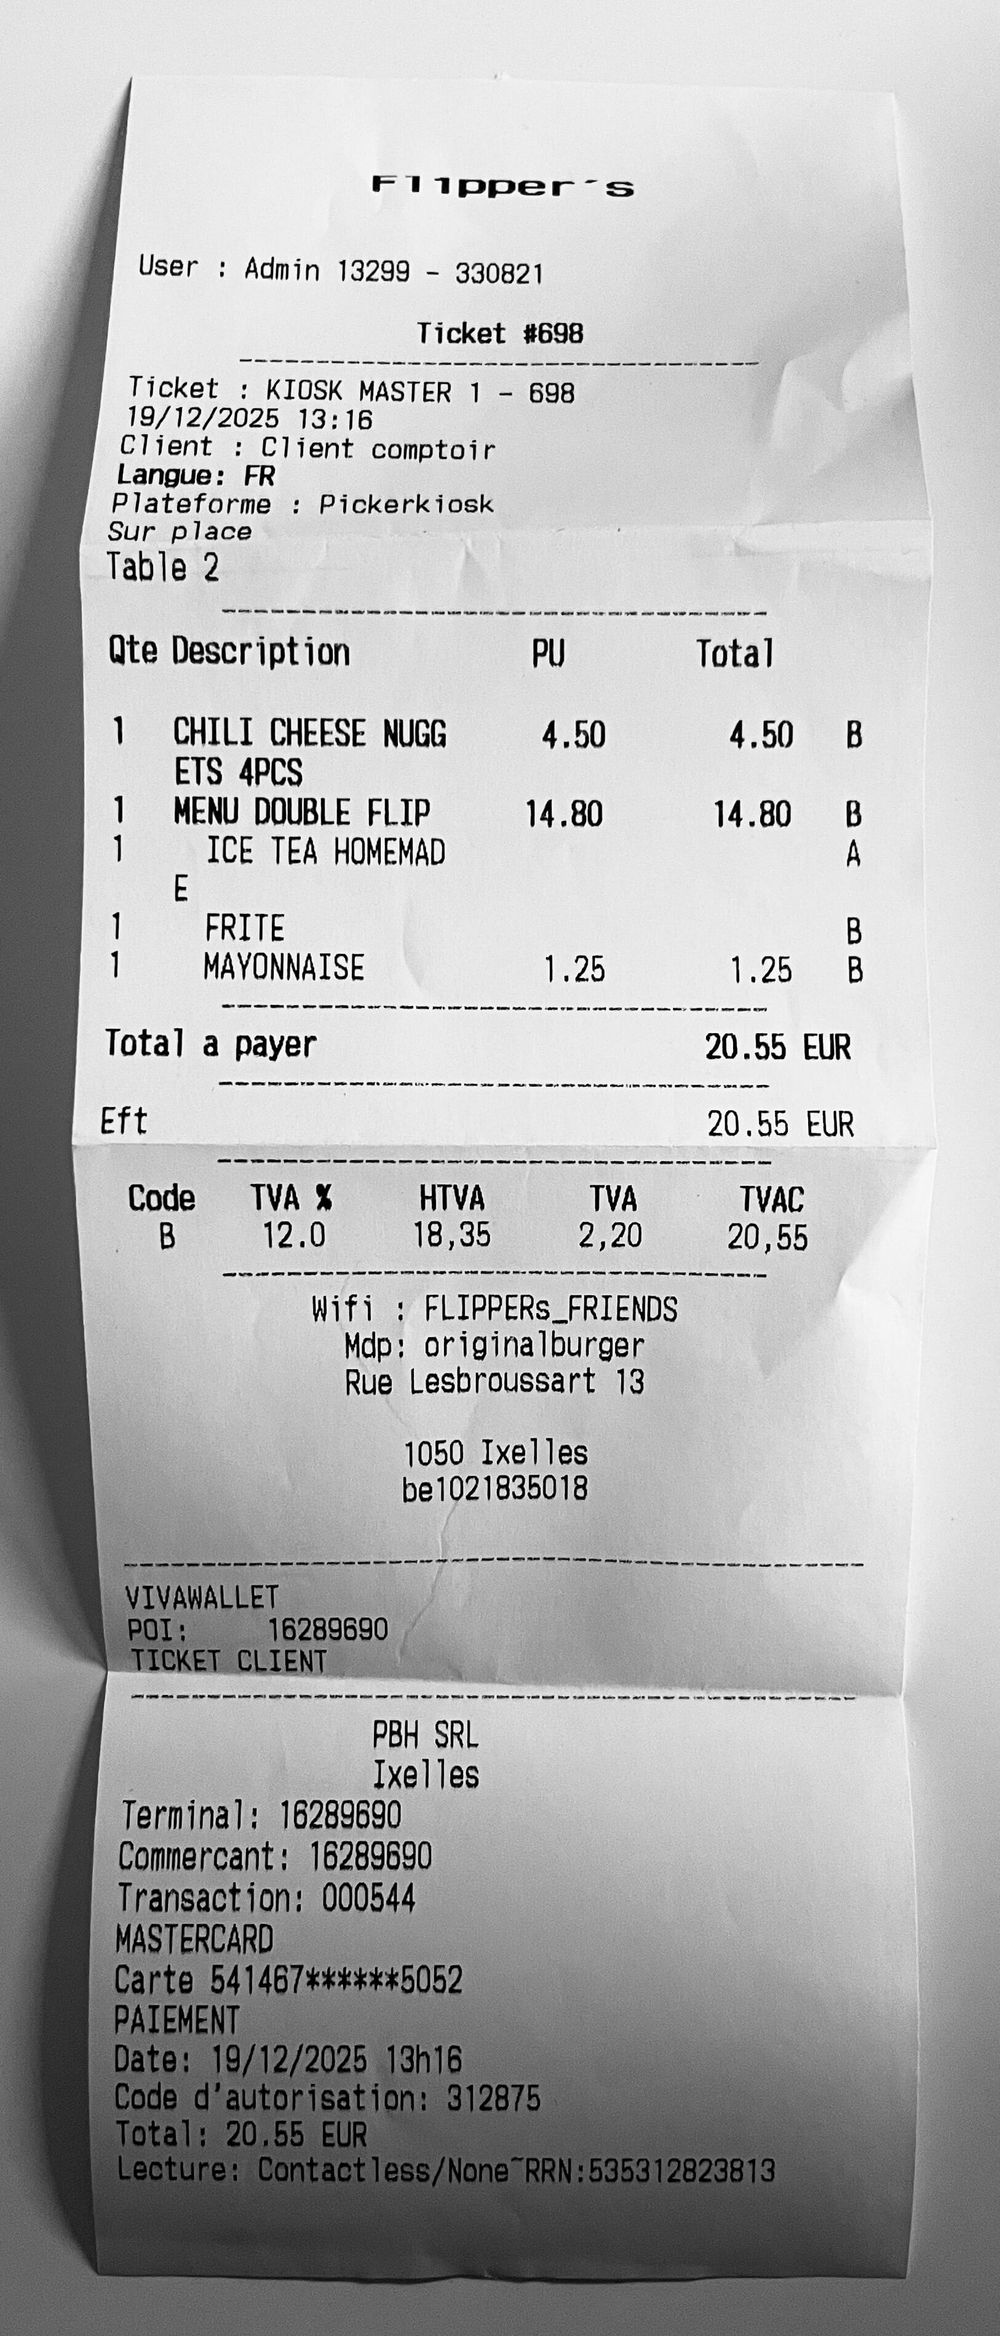 Flipper's
User : Admin 13299 - 330821
Ticket #698
Ticket : KIOSK MASTER 1 - 698
19/12/2025 13:16
Client : Client comptoir
Langue: FR
Plateforme : Pickerkiosk
Sur place
Table 2
Qte Description PU Total
1 CHILI CHEESE NUGG 4.50 4.50 B
ETS 4PCS
1 MENU DOUBLE FLIP 14.80 14.80 B
1 ICE TEA HOMEMAD A
E
1 FRITE B
1 MAYONNAISE 1.25 1.25 B
Total a payer 20.55 EUR
Eft 20.55 EUR
Code TVA % HTVA TVA TVAC
B 12.0 18,35 2,20 20,55
Wifi : FLIPPERs_FRIENDS
Mdp: originalburger
Rue Lesbroussart 13
1050 Ixelles
be1021835018
VIVAWALLET
POI: 16289690
TICKET CLIENT
PBH SRL
Ixelles
Terminal: 16289690
Commercant: 16289690
Transaction: 000544
MASTERCARD
Carte 541467******5052
PAIEMENT
Date: 19/12/2025 13h16
Code d'autorisation: 312875
Total: 20.55 EUR
Lecture: Contactless/None~RRN:535312823813